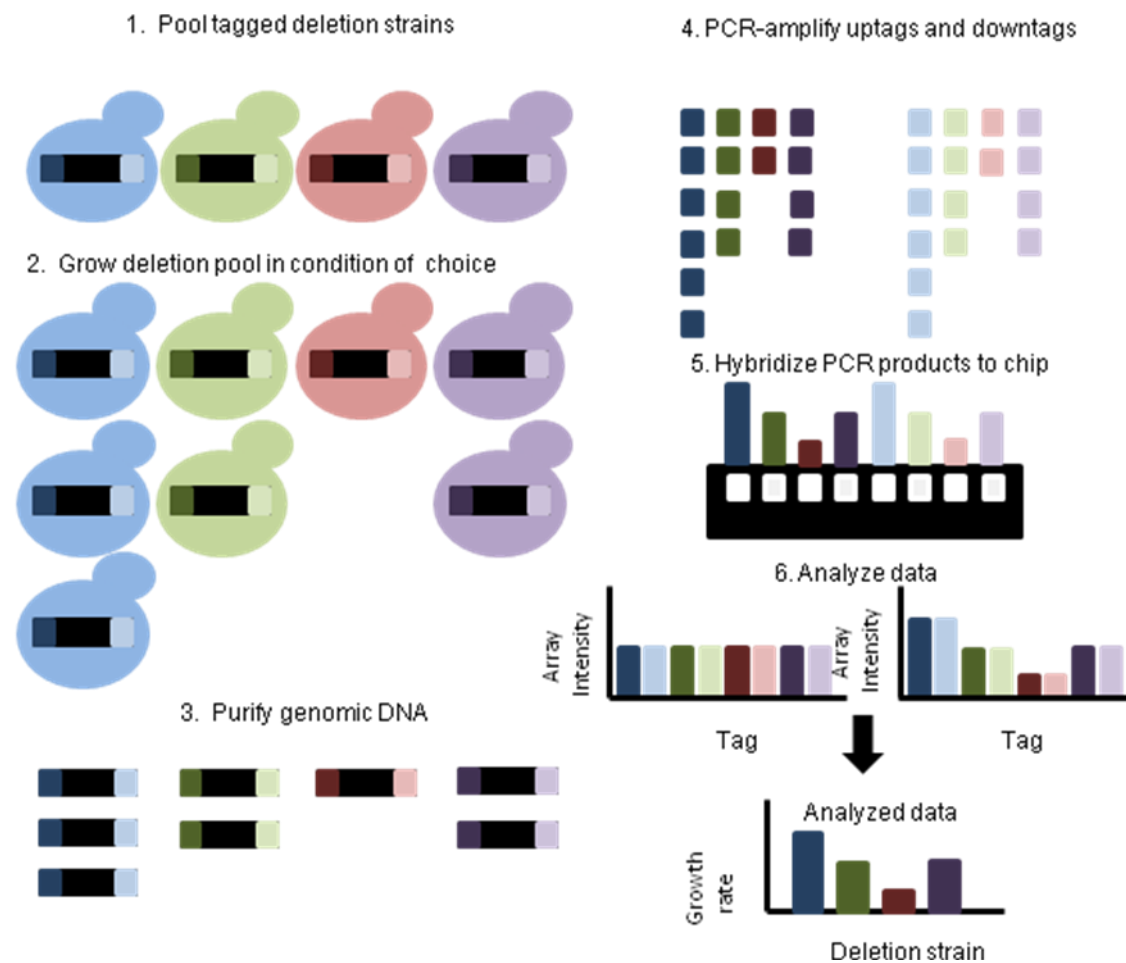 1. Pool tagged deletion strains
2. Grow deletion pool in condition of choice
3. Purify genomic DNA
4. PCR-amplify uptags and downtags
5. Hybridize PCR products to chip
6. Analyze data
Array
Intensity
Tag
Array
Intensity
Tag
Analyzed data
Growth
rate
Deletion strain